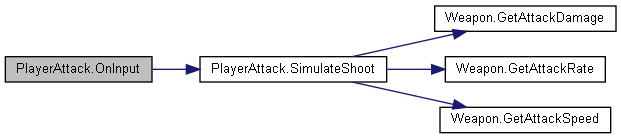 Weapon.GetAttackDamage
PlayerAttack.OnInput
PlayerAttack.SimulateShoot
Weapon.GetAttackRate
Weapon.GetAttackSpeed